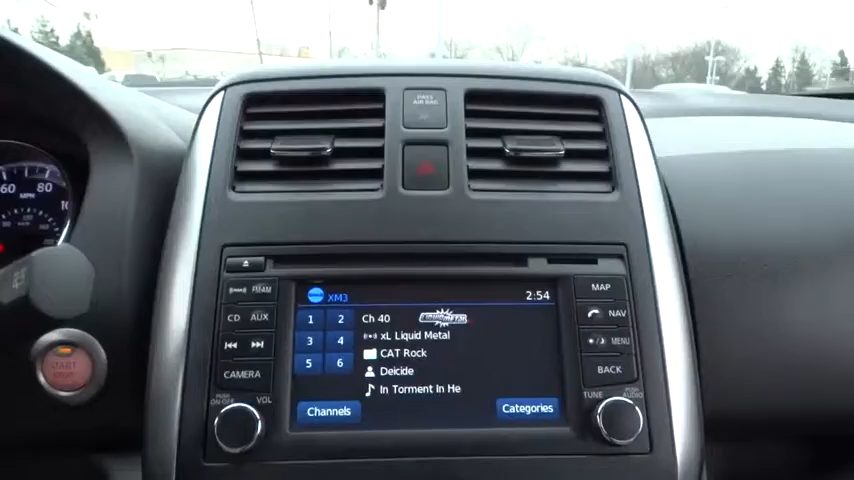 PASS
AIR BAG
60
80
MPH
XM3
2:54
FM·AM
CD
AUX
CAMERA
PUSH
ON·OFF
VOL
1 2
3 4
5 6
Ch 40
LIQUID METAL
xL Liquid Metal
CAT Rock
Deicide
In Torment In He
Channels
Categories
MAP
NAV
MENU
BACK
TUNE
PUSH
AUDIO
START